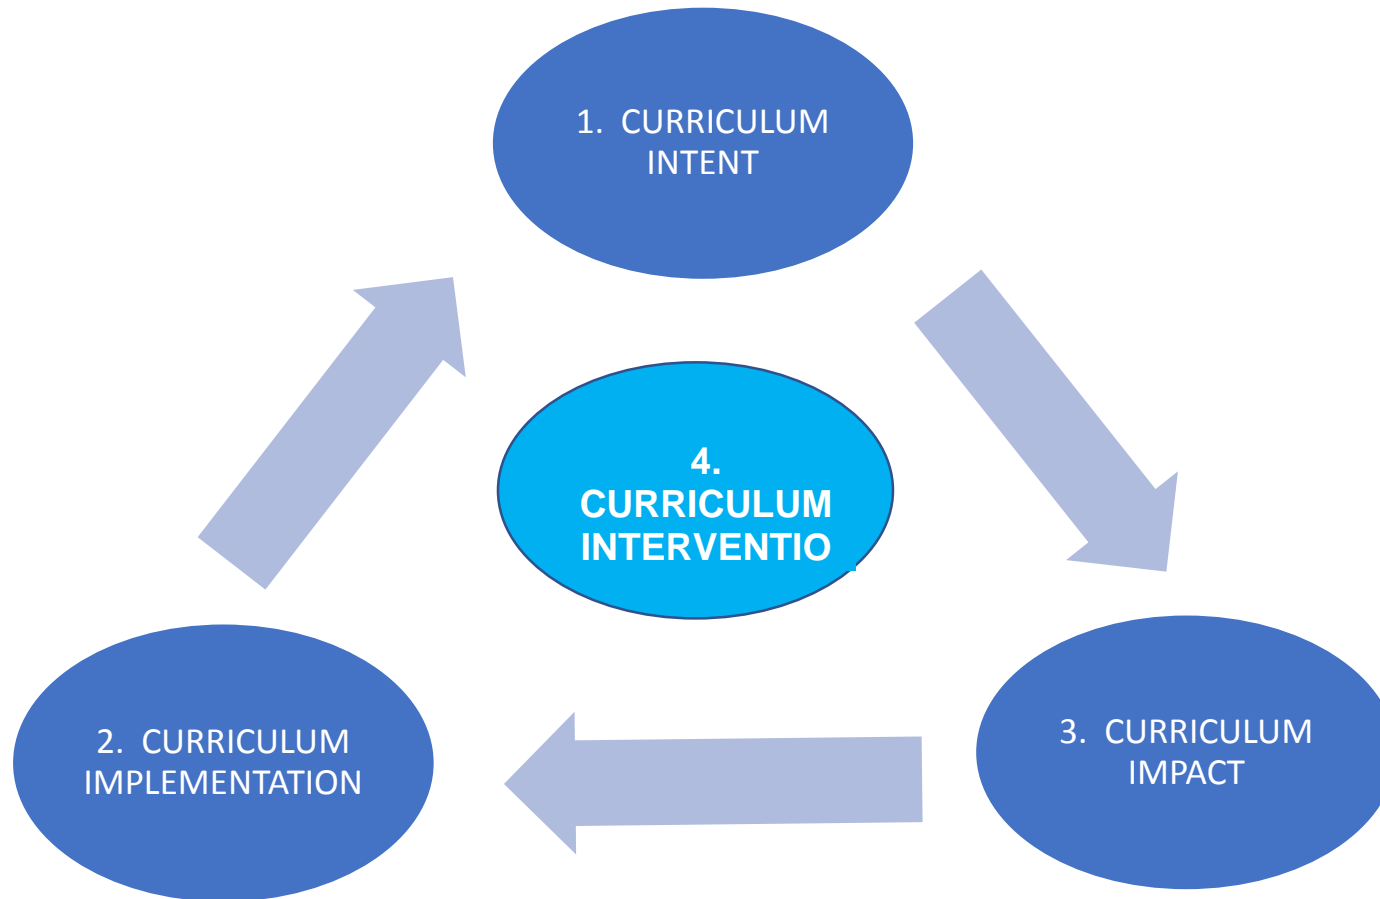 1. CURRICULUM
INTENT
4.
CURRICULUM
INTERVENTIO
2. CURRICULUM
IMPLEMENTATION
3. CURRICULUM
IMPACT